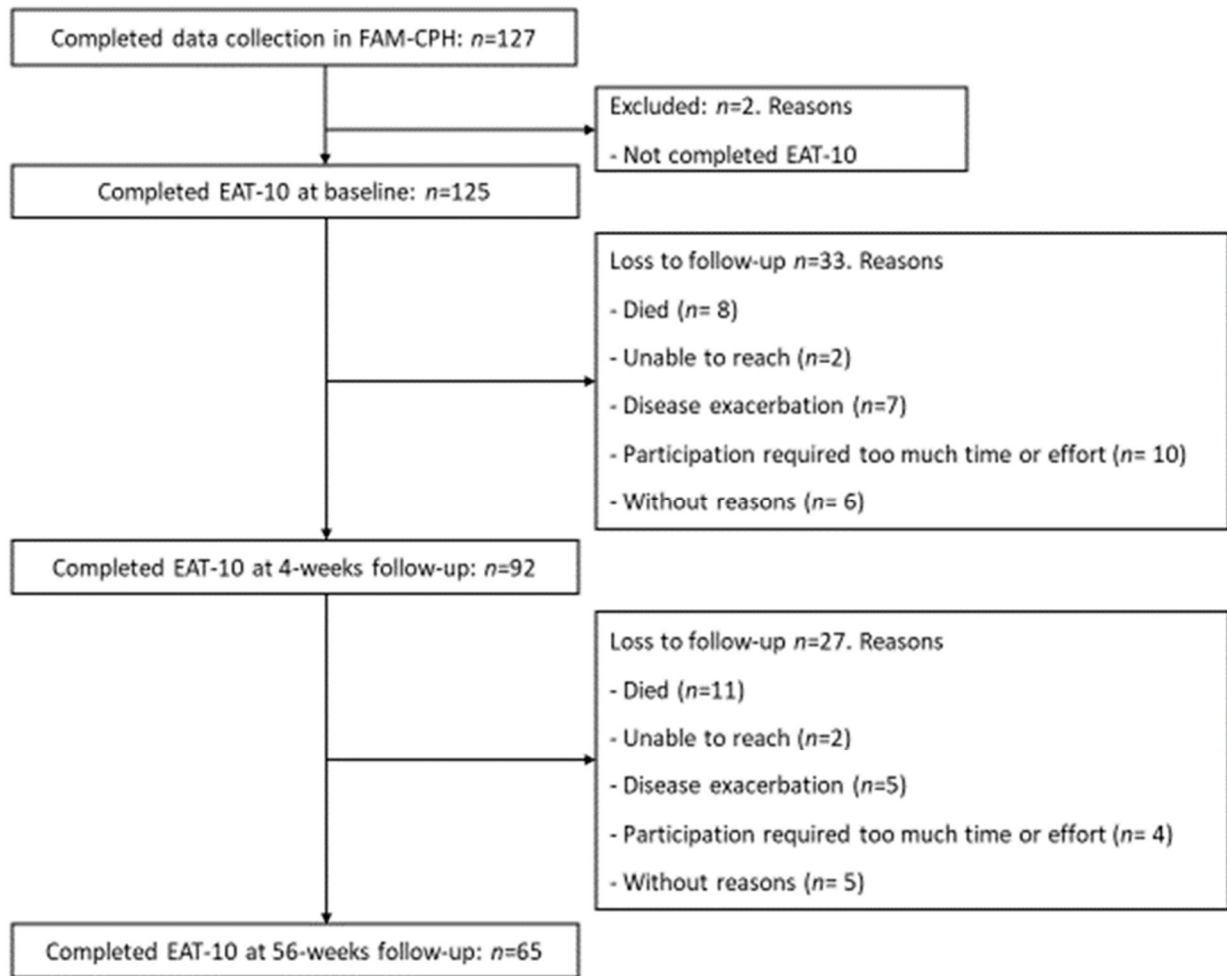 Completed data collection in FAM-CPH: n=127
Excluded: n=2. Reasons
- Not completed EAT-10
Completed EAT-10 at baseline: n=125
Loss to follow-up n=33. Reasons
- Died (n= 8)
- Unable to reach (n=2)
- Disease exacerbation (n=7)
- Participation required too much time or effort (n= 10)
- Without reasons (n= 6)
Completed EAT-10 at 4-weeks follow-up: n=92
Loss to follow-up n=27. Reasons
- Died (n=11)
- Unable to reach (n=2)
- Disease exacerbation (n=5)
- Participation required too much time or effort (n= 4)
- Without reasons (n= 5)
Completed EAT-10 at 56-weeks follow-up: n=65